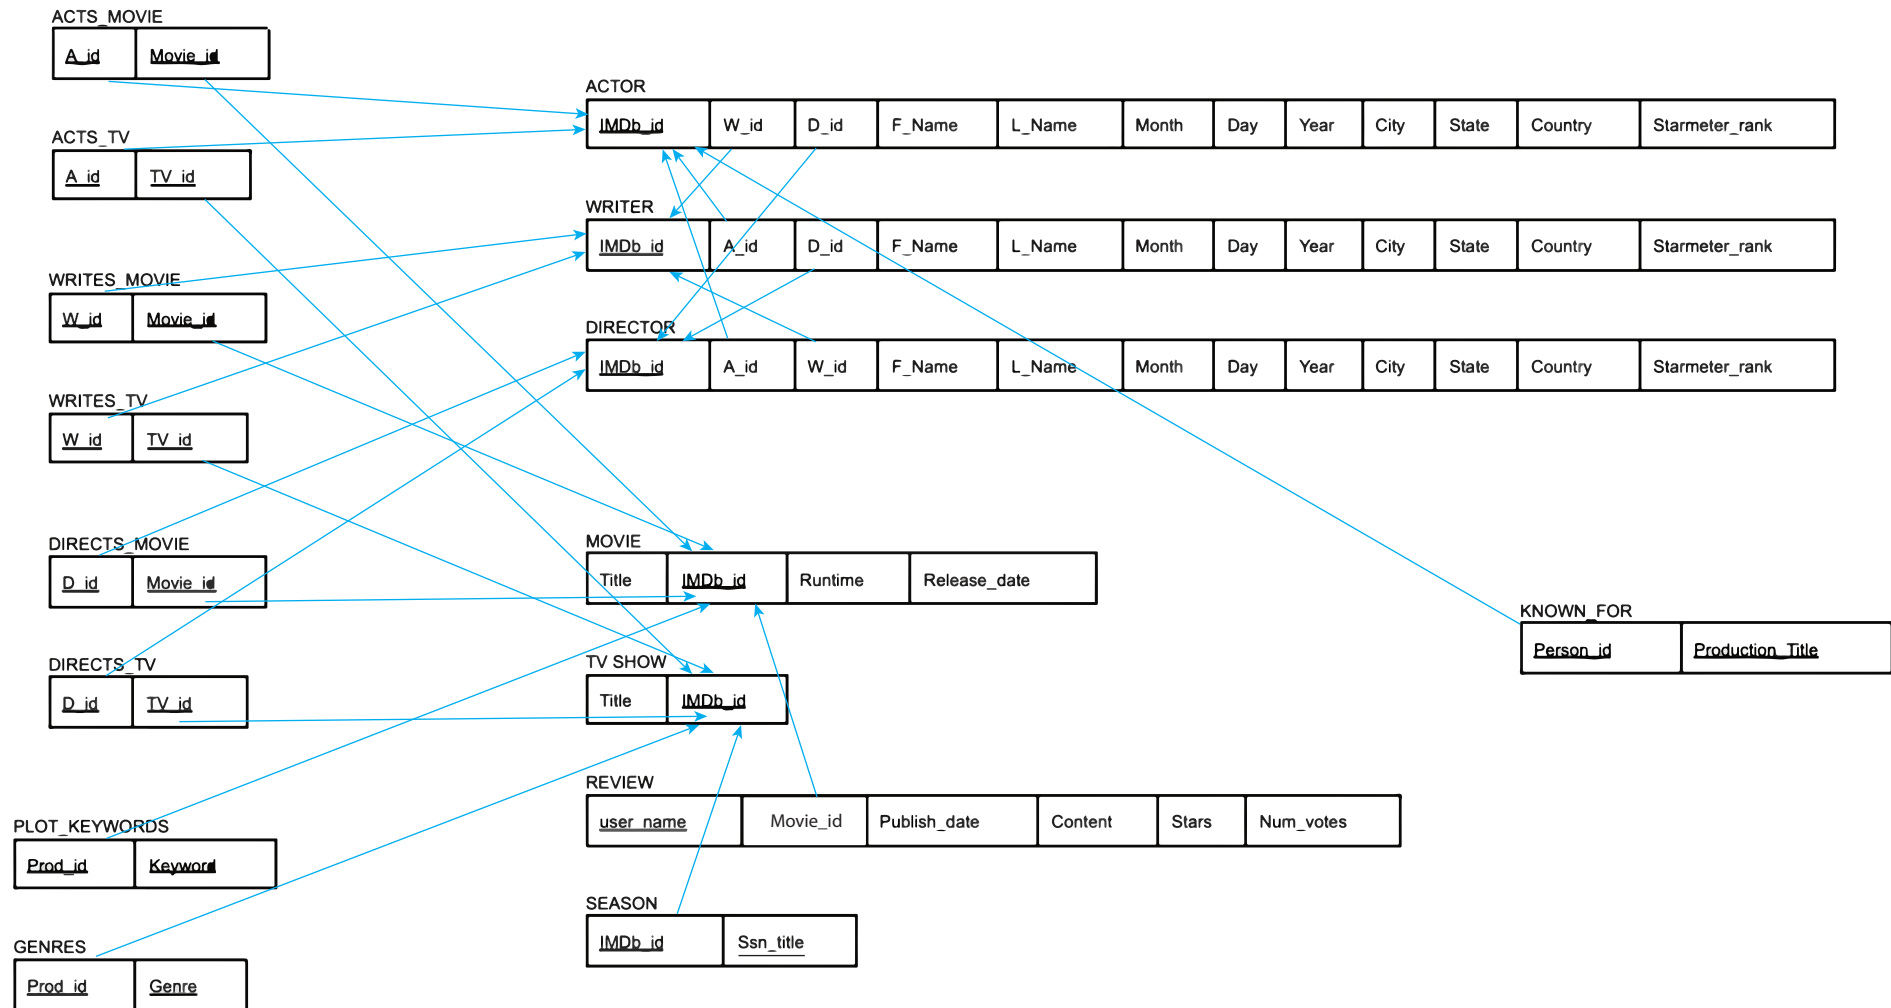 ACTS_MOVIE
A_id Movie_id
ACTOR
IMDb_id W_id D_id F_Name L_Name Month Day Year City State Country Starmeter_rank
ACTS_TV
A_id TV_id
WRITER
IMDb_id A_id D_id F_Name L_Name Month Day Year City State Country Starmeter_rank
WRITES_MOVIE
W_id Movie_id
DIRECTOR
IMDb_id A_id W_id F_Name L_Name Month Day Year City State Country Starmeter_rank
WRITES_TV
W_id TV_id
DIRECTS_MOVIE
D_id Movie_id
MOVIE
Title IMDb_id Runtime Release_date
KNOWN_FOR
Person_id Production_Title
DIRECTS_TV
D_id TV_id
TV SHOW
Title IMDb_id
REVIEW
user_name Movie_id Publish_date Content Stars Num_votes
PLOT_KEYWORDS
Prod_id Keyword
SEASON
IMDb_id Ssn_title
GENRES
Prod_id Genre